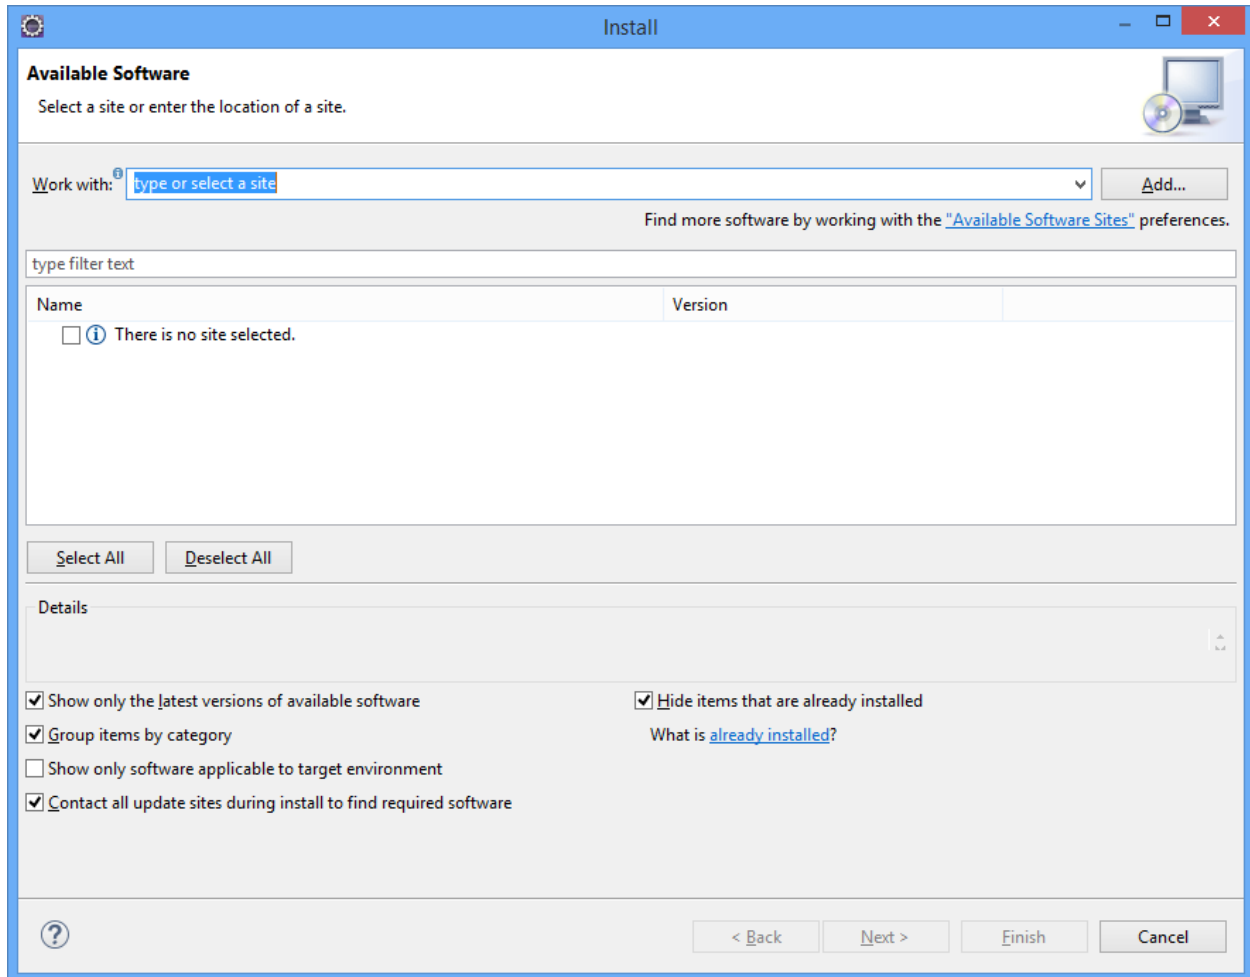 Install
Available Software
Select a site or enter the location of a site.
Work with: type or select a site Add...
Find more software by working with the "Available Software Sites" preferences.
type filter text
Name Version
There is no site selected.
Select All Deselect All
Details
Show only the latest versions of available software Hide items that are already installed
Group items by category What is already installed?
Show only software applicable to target environment
Contact all update sites during install to find required software
< Back Next > Finish Cancel